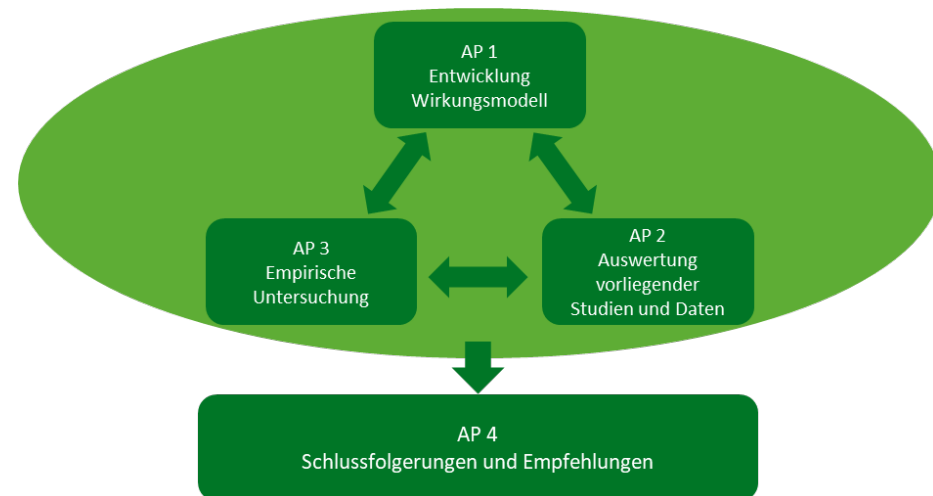 AP 1
Entwicklung
Wirkungsmodell
AP 3
Empirische
Untersuchung
AP 2
Auswertung
vorliegender
Studien und Daten
AP 4
Schlussfolgerungen und Empfehlungen